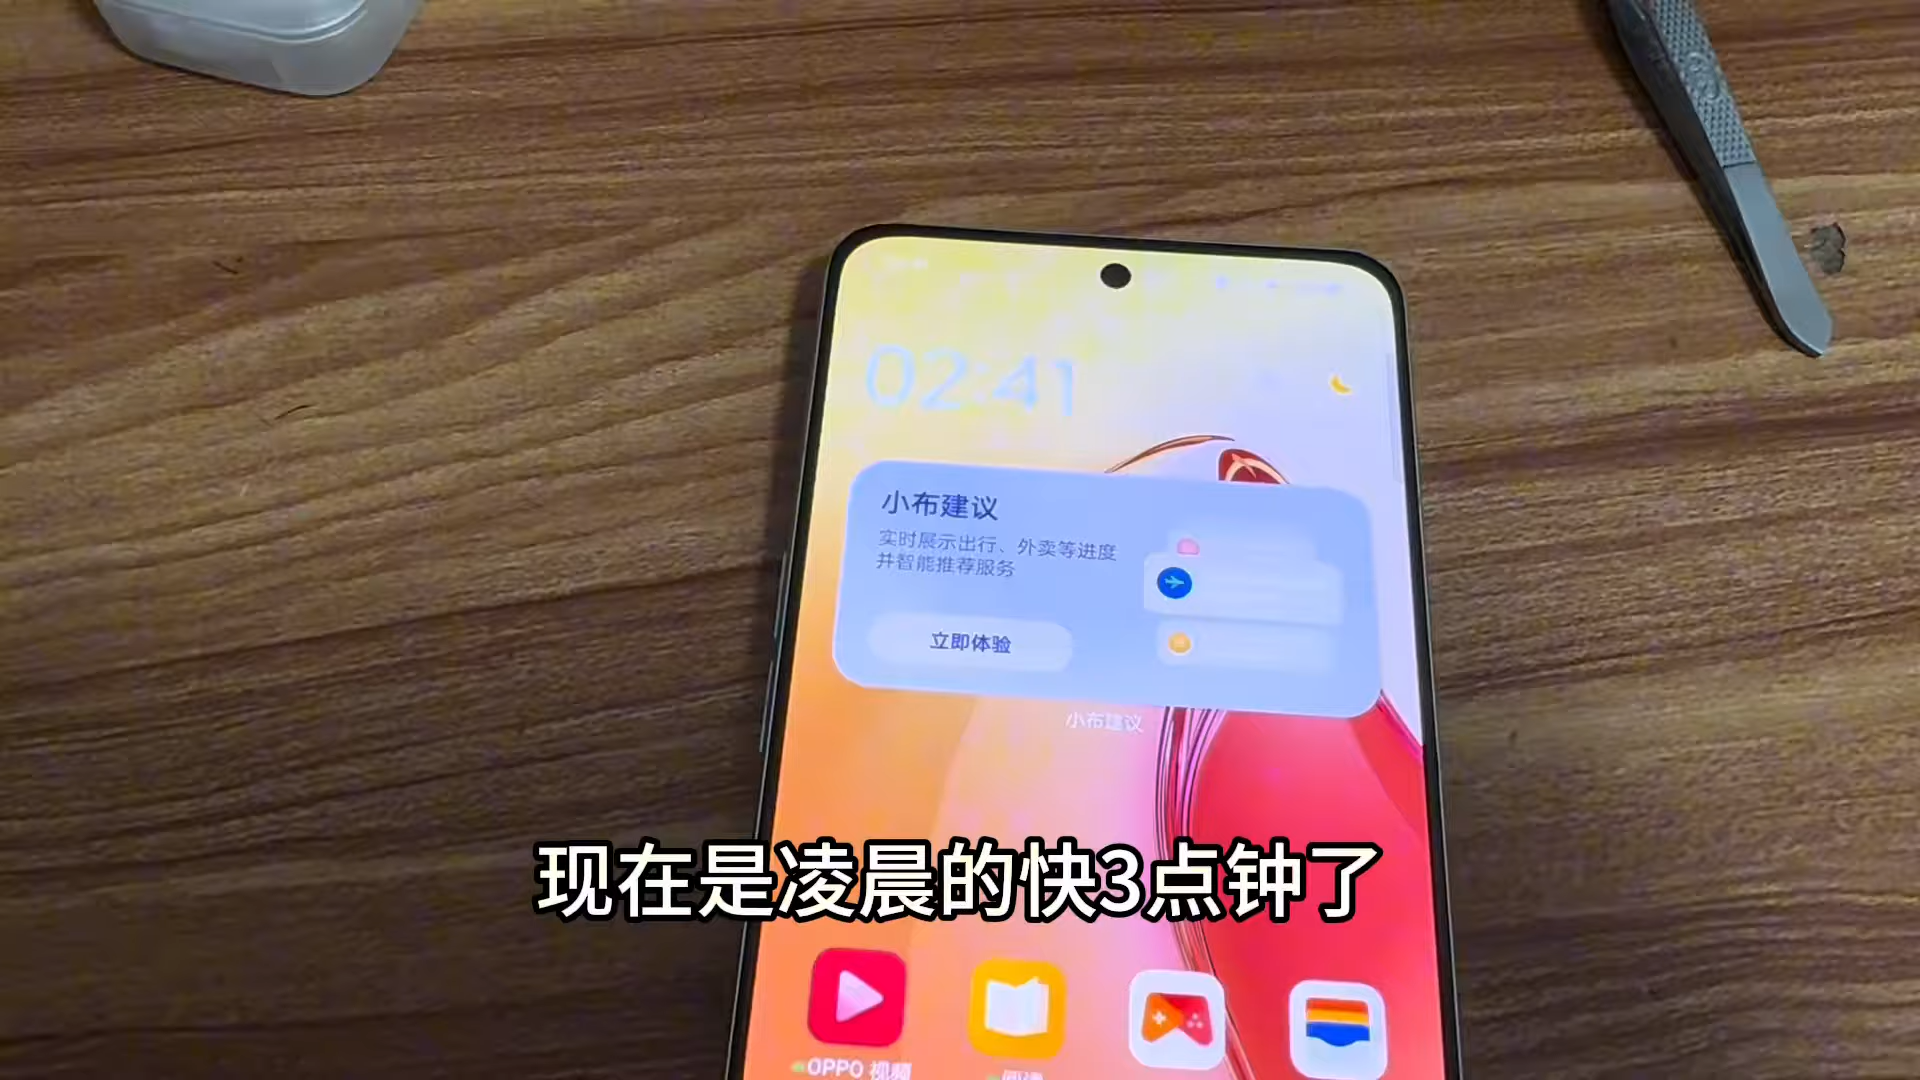 02:41
小布建议
实时展示出行、外卖等进度
并智能推荐服务
立即体验
小布建议
现在是凌晨的快3点钟了
OPPO 视频
阅读